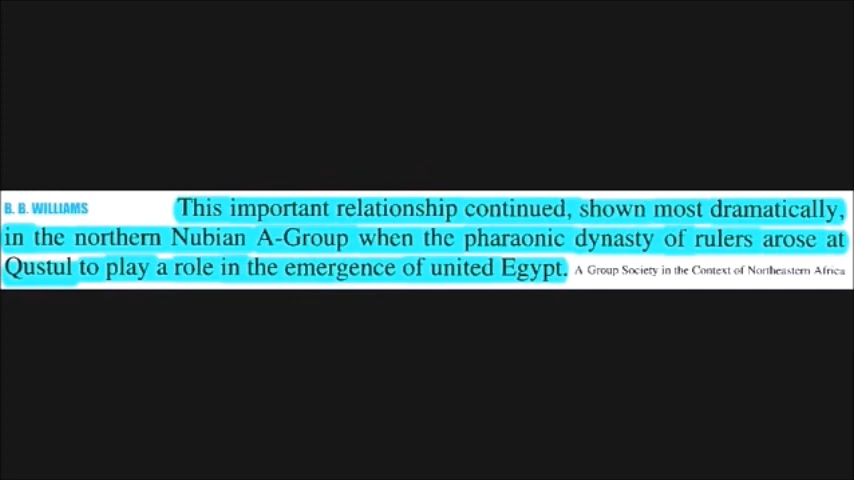 B. B. WILLIAMS This important relationship continued, shown most dramatically,
in the northern Nubian A-Group when the pharaonic dynasty of rulers arose at
Qustul to play a role in the emergence of united Egypt. A Group Society in the Context of Northeastern Africa